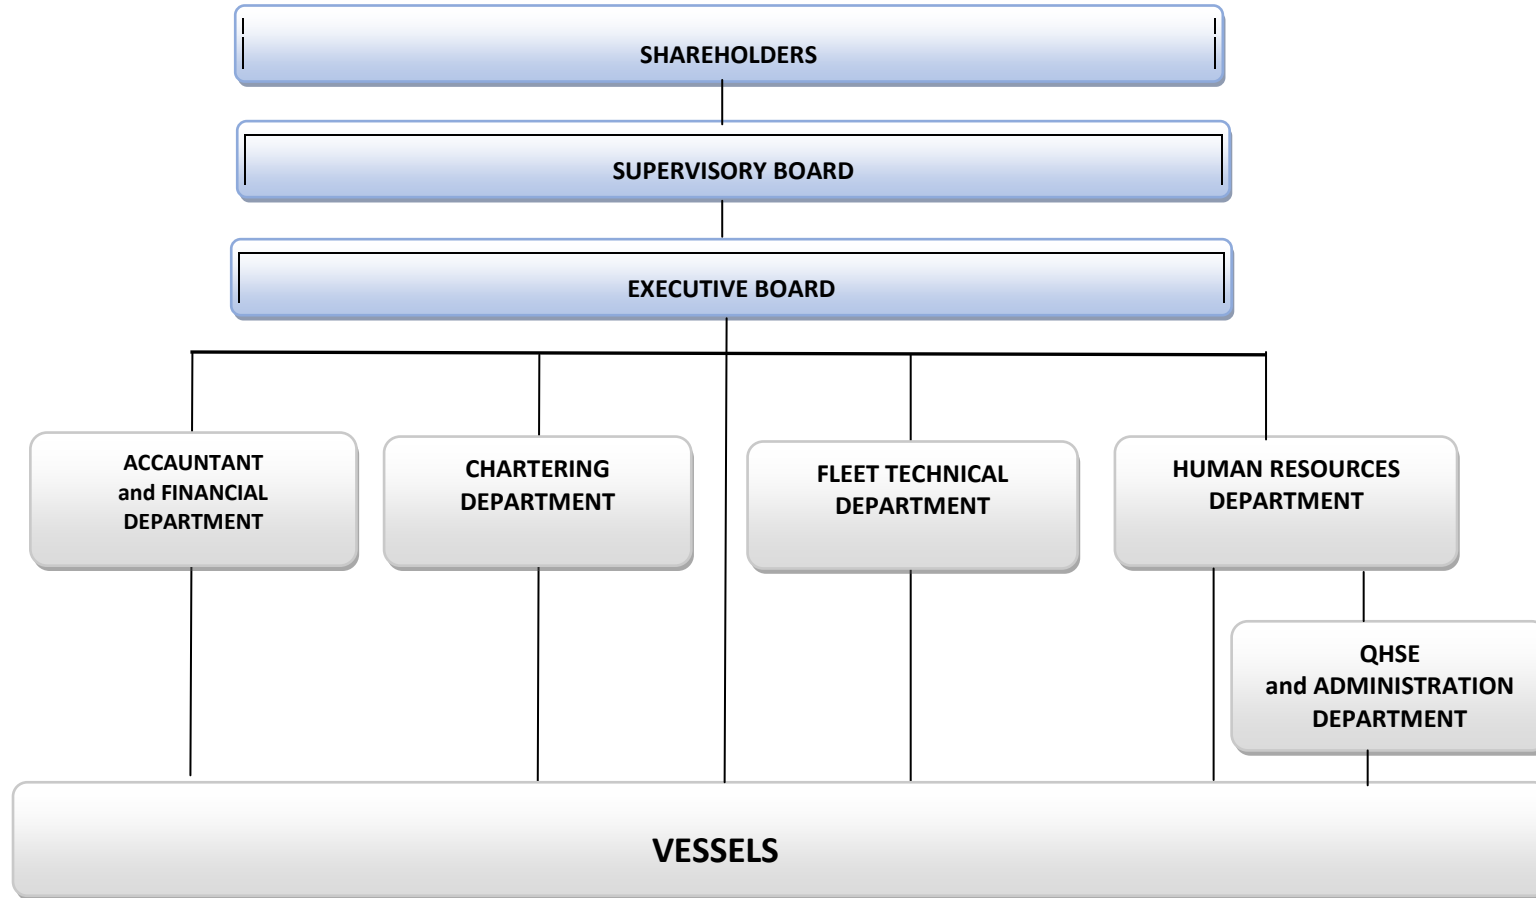 SHAREHOLDERS
SUPERVISORY BOARD
EXECUTIVE BOARD
ACCAUNTANT
and FINANCIAL
DEPARTMENT
CHARTERING
DEPARTMENT
FLEET TECHNICAL
DEPARTMENT
HUMAN RESOURCES
DEPARTMENT
QHSE
and ADMINISTRATION
DEPARTMENT
VESSELS